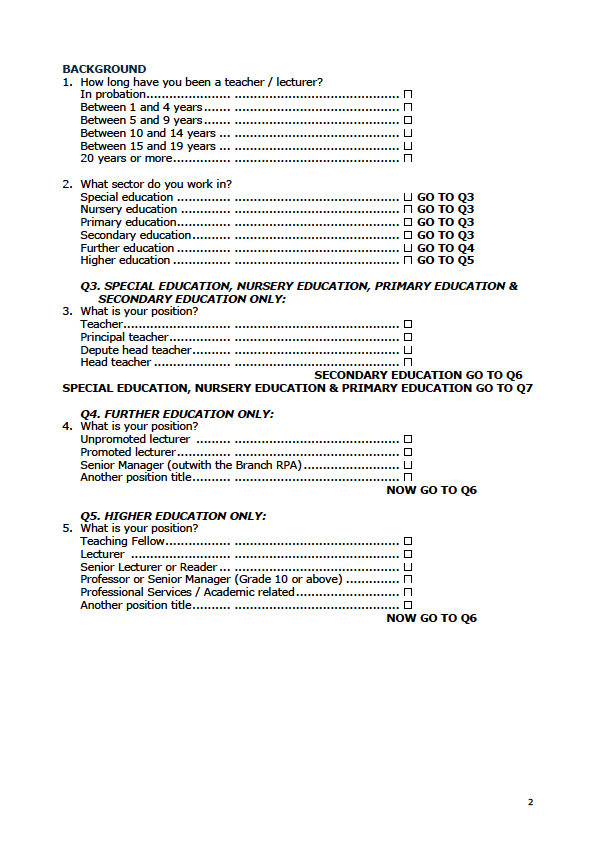 BACKGROUND
1. How long have you been a teacher / lecturer?
In probation...................... ........................................... □
Between 1 and 4 years....... ........................................... □
Between 5 and 9 years....... ........................................... □
Between 10 and 14 years ... ........................................... □
Between 15 and 19 years ... ........................................... □
20 years or more............... ........................................... □
2. What sector do you work in?
Special education .............. ........................................... □ GO TO Q3
Nursery education ............. ........................................... □ GO TO Q3
Primary education.............. ........................................... □ GO TO Q3
Secondary education.......... ........................................... □ GO TO Q3
Further education .............. ........................................... □ GO TO Q4
Higher education ............... ........................................... □ GO TO Q5
Q3. SPECIAL EDUCATION, NURSERY EDUCATION, PRIMARY EDUCATION &
SECONDARY EDUCATION ONLY:
3. What is your position?
Teacher............................ ........................................... □
Principal teacher................ ........................................... □
Depute head teacher.......... ........................................... □
Head teacher .................... ........................................... □
SECONDARY EDUCATION GO TO Q6
SPECIAL EDUCATION, NURSERY EDUCATION & PRIMARY EDUCATION GO TO Q7
Q4. FURTHER EDUCATION ONLY:
4. What is your position?
Unpromoted lecturer ......... ........................................... □
Promoted lecturer.............. ........................................... □
Senior Manager (outwith the Branch RPA)......................... □
Another position title.......... ........................................... □
NOW GO TO Q6
Q5. HIGHER EDUCATION ONLY:
5. What is your position?
Teaching Fellow................. ........................................... □
Lecturer .......................... ........................................... □
Senior Lecturer or Reader ... ........................................... □
Professor or Senior Manager (Grade 10 or above) .............. □
Professional Services / Academic related........................... □
Another position title.......... ........................................... □
NOW GO TO Q6
2